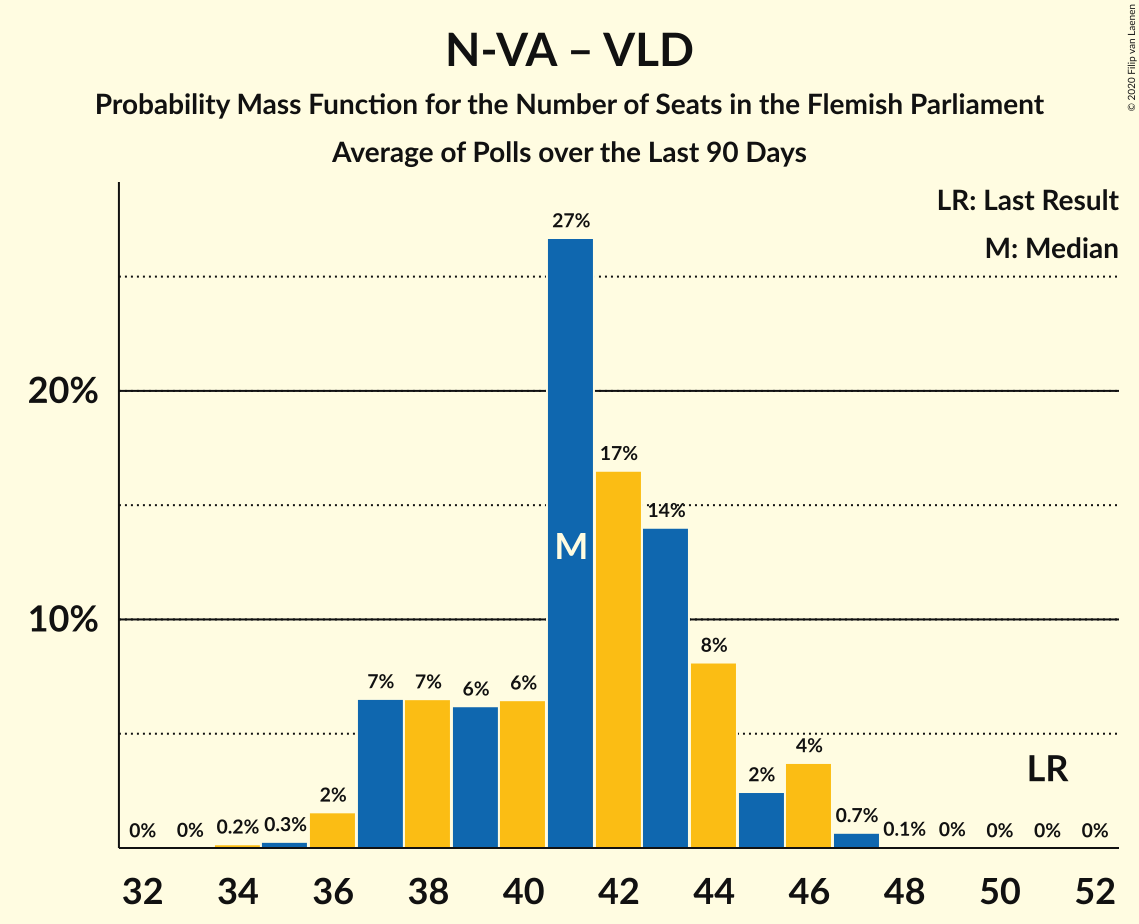 N-VA – VLD
Probability Mass Function for the Number of Seats in the Flemish Parliament
Average of Polls over the Last 90 Days
© 2020 Filip van Laenen
LR: Last Result
M: Median
27%
20%
17%
14%
M
10%
8%
7% 7% 6% 6%
4%
LR
2% 2%
0% 0% 0.2% 0.3% 0.7% 0.1% 0% 0% 0% 0%
32 34 36 38 40 42 44 46 48 50 52